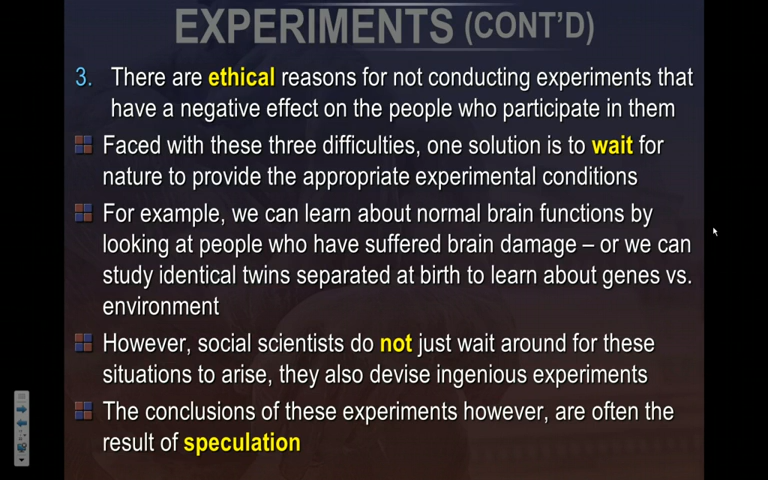 EXPERIMENTS (CONT'D)
3. There are ethical reasons for not conducting experiments that
have a negative effect on the people who participate in them
Faced with these three difficulties, one solution is to wait for
nature to provide the appropriate experimental conditions
For example, we can learn about normal brain functions by
looking at people who have suffered brain damage – or we can
study identical twins separated at birth to learn about genes vs.
environment
However, social scientists do not just wait around for these
situations to arise, they also devise ingenious experiments
The conclusions of these experiments however, are often the
result of speculation